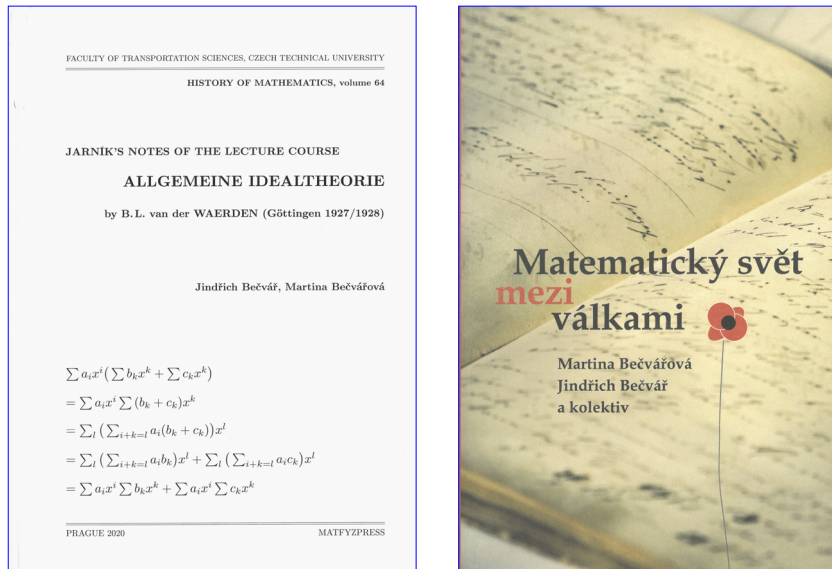 FACULTY OF TRANSPORTATION SCIENCES, CZECH TECHNICAL UNIVERSITY
HISTORY OF MATHEMATICS, volume 64
JARNÍK'S NOTES OF THE LECTURE COURSE
ALLGEMEINE IDEALTHEORIE
by B. L. van der WAERDEN (Göttingen 1927/1928)
Jindřich Bečvář, Martina Bečvářová
∑ aᵢxⁱ(∑ bₖxᵏ + ∑ cₖxᵏ)
= ∑ aᵢxⁱ ∑ (bₖ + cₖ)xᵏ
= ∑ₗ (∑ᵢ₊ₖ₌ₗ aᵢ(bₖ + cₖ))xˡ
= ∑ₗ (∑ᵢ₊ₖ₌ₗ aᵢbₖ)xˡ + ∑ₗ (∑ᵢ₊ₖ₌ₗ aᵢcₖ)xˡ
= ∑ aᵢxⁱ ∑ bₖxᵏ + ∑ aᵢxⁱ ∑ cₖxᵏ
PRAGUE 2020 MATFYZPRESS
Matematický svět
mezi
válkami
Martina Bečvářová
Jindřich Bečvář
a kolektiv